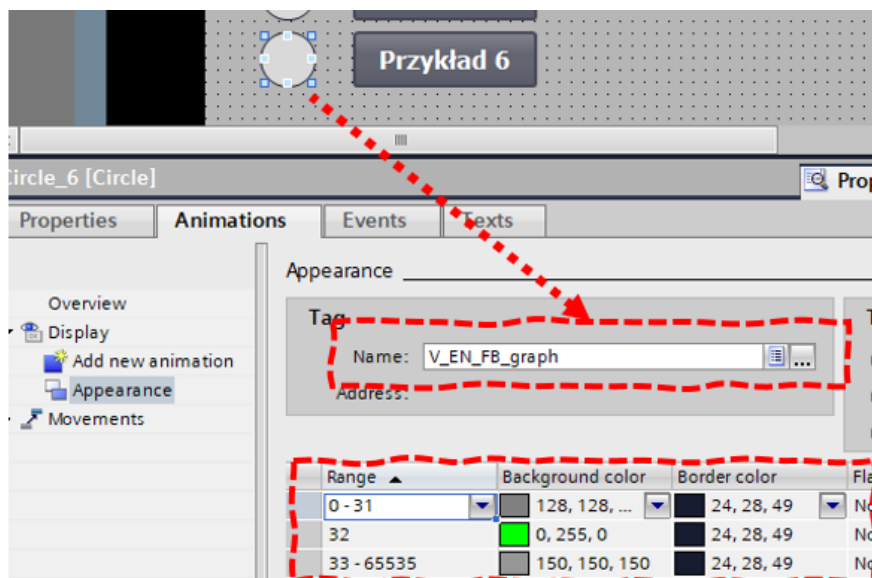 Przykład 6
Circle_6 [Circle]
Properties Animations Events Texts
Appearance
Overview
Display
Add new animation
Appearance
Movements
Tag
Name: V_EN_FB_graph
Address:
Range Background color Border color
0 - 31 128, 128, ... 24, 28, 49
32 0, 255, 0 24, 28, 49
33 - 65535 150, 150, 150 24, 28, 49